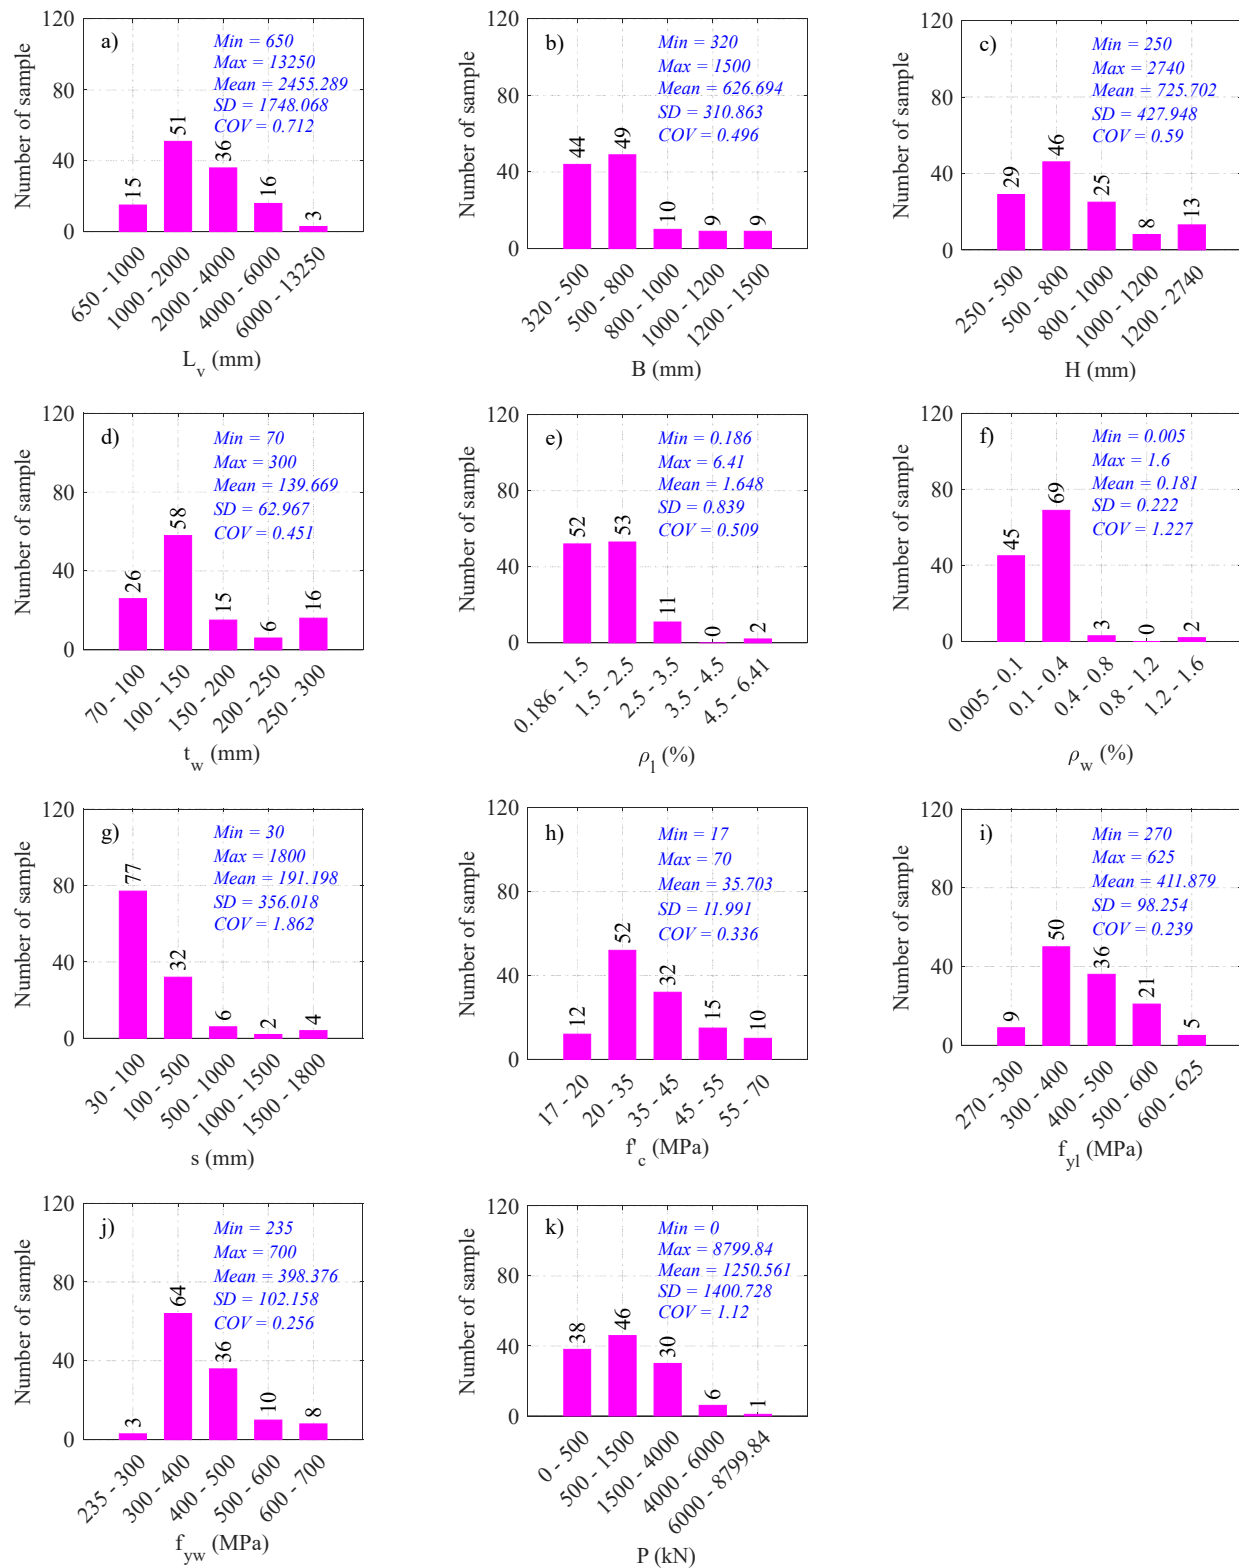 a)
Min = 650
Max = 13250
Mean = 2455.289
SD = 1748.068
COV = 0.712
Number of sample
120
80
40
0
15
51
36
16
3
650 - 1000
1000 - 2000
2000 - 4000
4000 - 6000
6000 - 13250
L_v (mm)
b)
Min = 320
Max = 1500
Mean = 626.694
SD = 310.863
COV = 0.496
Number of sample
120
80
40
0
44
49
10
9
9
320 - 500
500 - 800
800 - 1000
1000 - 1200
1200 - 1500
B (mm)
c)
Min = 250
Max = 2740
Mean = 725.702
SD = 427.948
COV = 0.59
Number of sample
120
80
40
0
29
46
25
8
13
250 - 500
500 - 800
800 - 1000
1000 - 1200
1200 - 2740
H (mm)
d)
Min = 70
Max = 300
Mean = 139.669
SD = 62.967
COV = 0.451
Number of sample
120
80
40
0
26
58
15
6
16
70 - 100
100 - 150
150 - 200
200 - 250
250 - 300
t_w (mm)
e)
Min = 0.186
Max = 6.41
Mean = 1.648
SD = 0.839
COV = 0.509
Number of sample
120
80
40
0
52
53
11
0
2
0.186 - 1.5
1.5 - 2.5
2.5 - 3.5
3.5 - 4.5
4.5 - 6.41
ρ_l (%)
f)
Min = 0.005
Max = 1.6
Mean = 0.181
SD = 0.222
COV = 1.227
Number of sample
120
80
40
0
45
69
3
0
2
0.005 - 0.1
0.1 - 0.4
0.4 - 0.8
0.8 - 1.2
1.2 - 1.6
ρ_w (%)
g)
Min = 30
Max = 1800
Mean = 191.198
SD = 356.018
COV = 1.862
Number of sample
120
80
40
0
77
32
6
2
4
30 - 100
100 - 500
500 - 1000
1000 - 1500
1500 - 1800
s (mm)
h)
Min = 17
Max = 70
Mean = 35.703
SD = 11.991
COV = 0.336
Number of sample
120
80
40
0
12
52
32
15
10
17 - 20
20 - 35
35 - 45
45 - 55
55 - 70
f'_c (MPa)
i)
Min = 270
Max = 625
Mean = 411.879
SD = 98.254
COV = 0.239
Number of sample
120
80
40
0
9
50
36
21
5
270 - 300
300 - 400
400 - 500
500 - 600
600 - 625
f_yl (MPa)
j)
Min = 235
Max = 700
Mean = 398.376
SD = 102.158
COV = 0.256
Number of sample
120
80
40
0
3
64
36
10
8
235 - 300
300 - 400
400 - 500
500 - 600
600 - 700
f_yw (MPa)
k)
Min = 0
Max = 8799.84
Mean = 1250.561
SD = 1400.728
COV = 1.12
Number of sample
120
80
40
0
38
46
30
6
1
0 - 500
500 - 1500
1500 - 4000
4000 - 6000
6000 - 8799.84
P (kN)